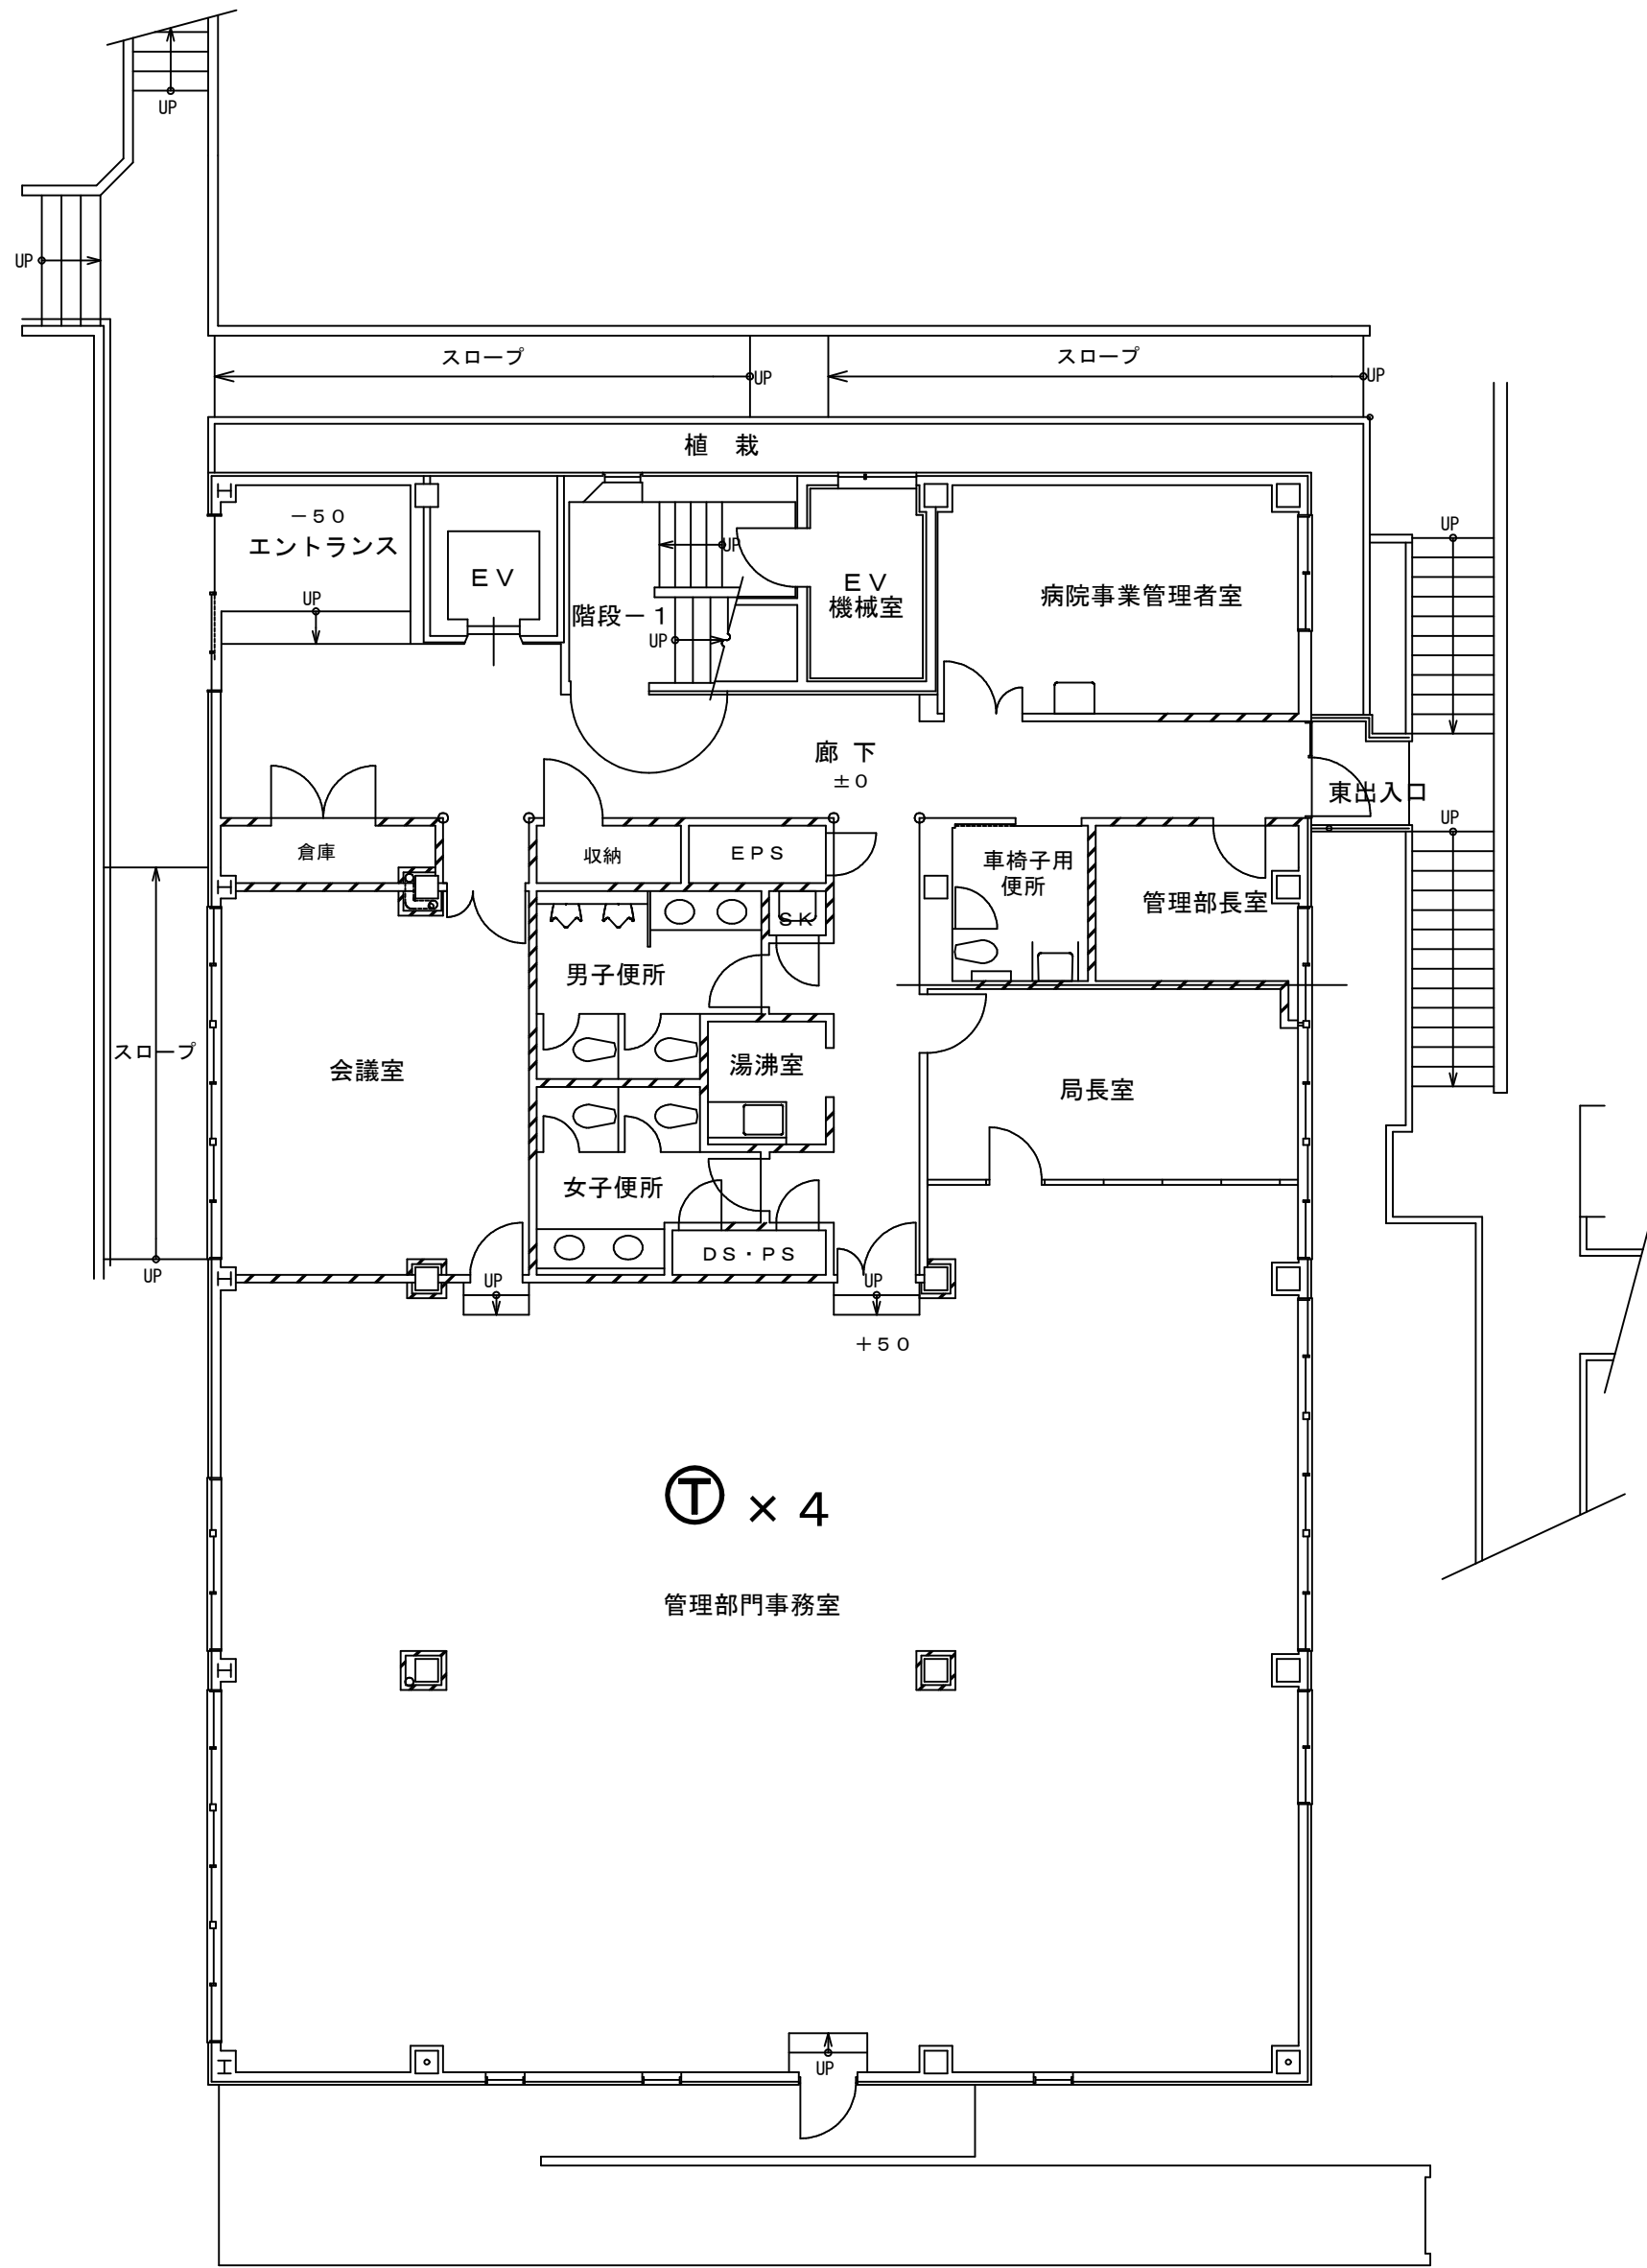 UP
UP
スロープ
スロープ
UP
UP
植　栽
－５０
エントランス
UP
ＥＶ
UP
階段－１
UP
ＥＶ
機械室
病院事業管理者室
UP
廊 下
±０
東出入口
UP
倉庫
収納
ＥＰＳ
車椅子用
便所
管理部長室
ＳＫ
男子便所
スロープ
会議室
湯沸室
局長室
女子便所
ＤＳ・ＰＳ
UP
UP
UP
＋５０
Ｔ × ４
管理部門事務室
UP